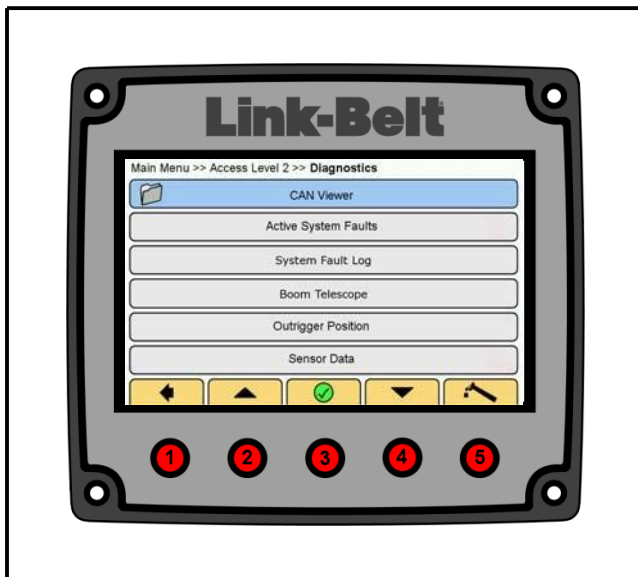 Link-Belt
Main Menu >> Access Level 2 >> Diagnostics
CAN Viewer
Active System Faults
System Fault Log
Boom Telescope
Outrigger Position
Sensor Data
1 2 3 4 5